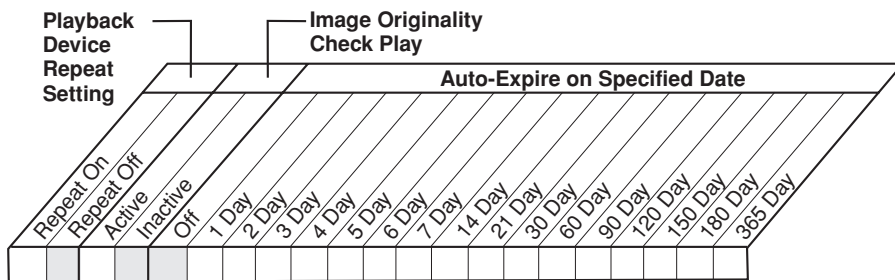 Playback
Device
Repeat
Setting
Image Originality
Check Play
Auto-Expire on Specified Date
Repeat On
Repeat Off
Active
Inactive
Off
1 Day
2 Day
3 Day
4 Day
5 Day
6 Day
7 Day
14 Day
21 Day
30 Day
60 Day
90 Day
120 Day
150 Day
180 Day
365 Day